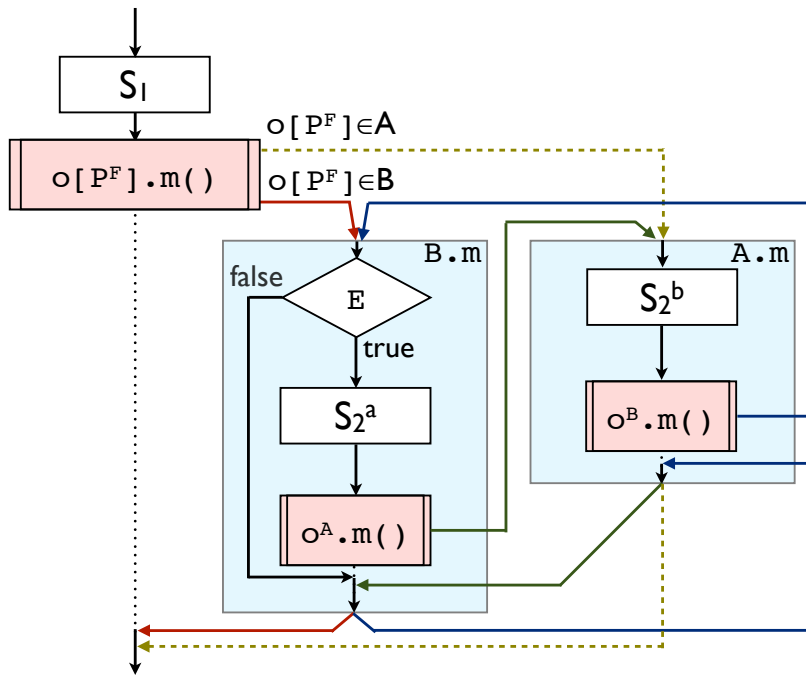 S₁
o[Pᶠ]∈A
o[Pᶠ].m()
o[Pᶠ]∈B
B.m
A.m
false
E
S₂ᵇ
true
S₂ᵃ
oᴮ.m()
oᴬ.m()